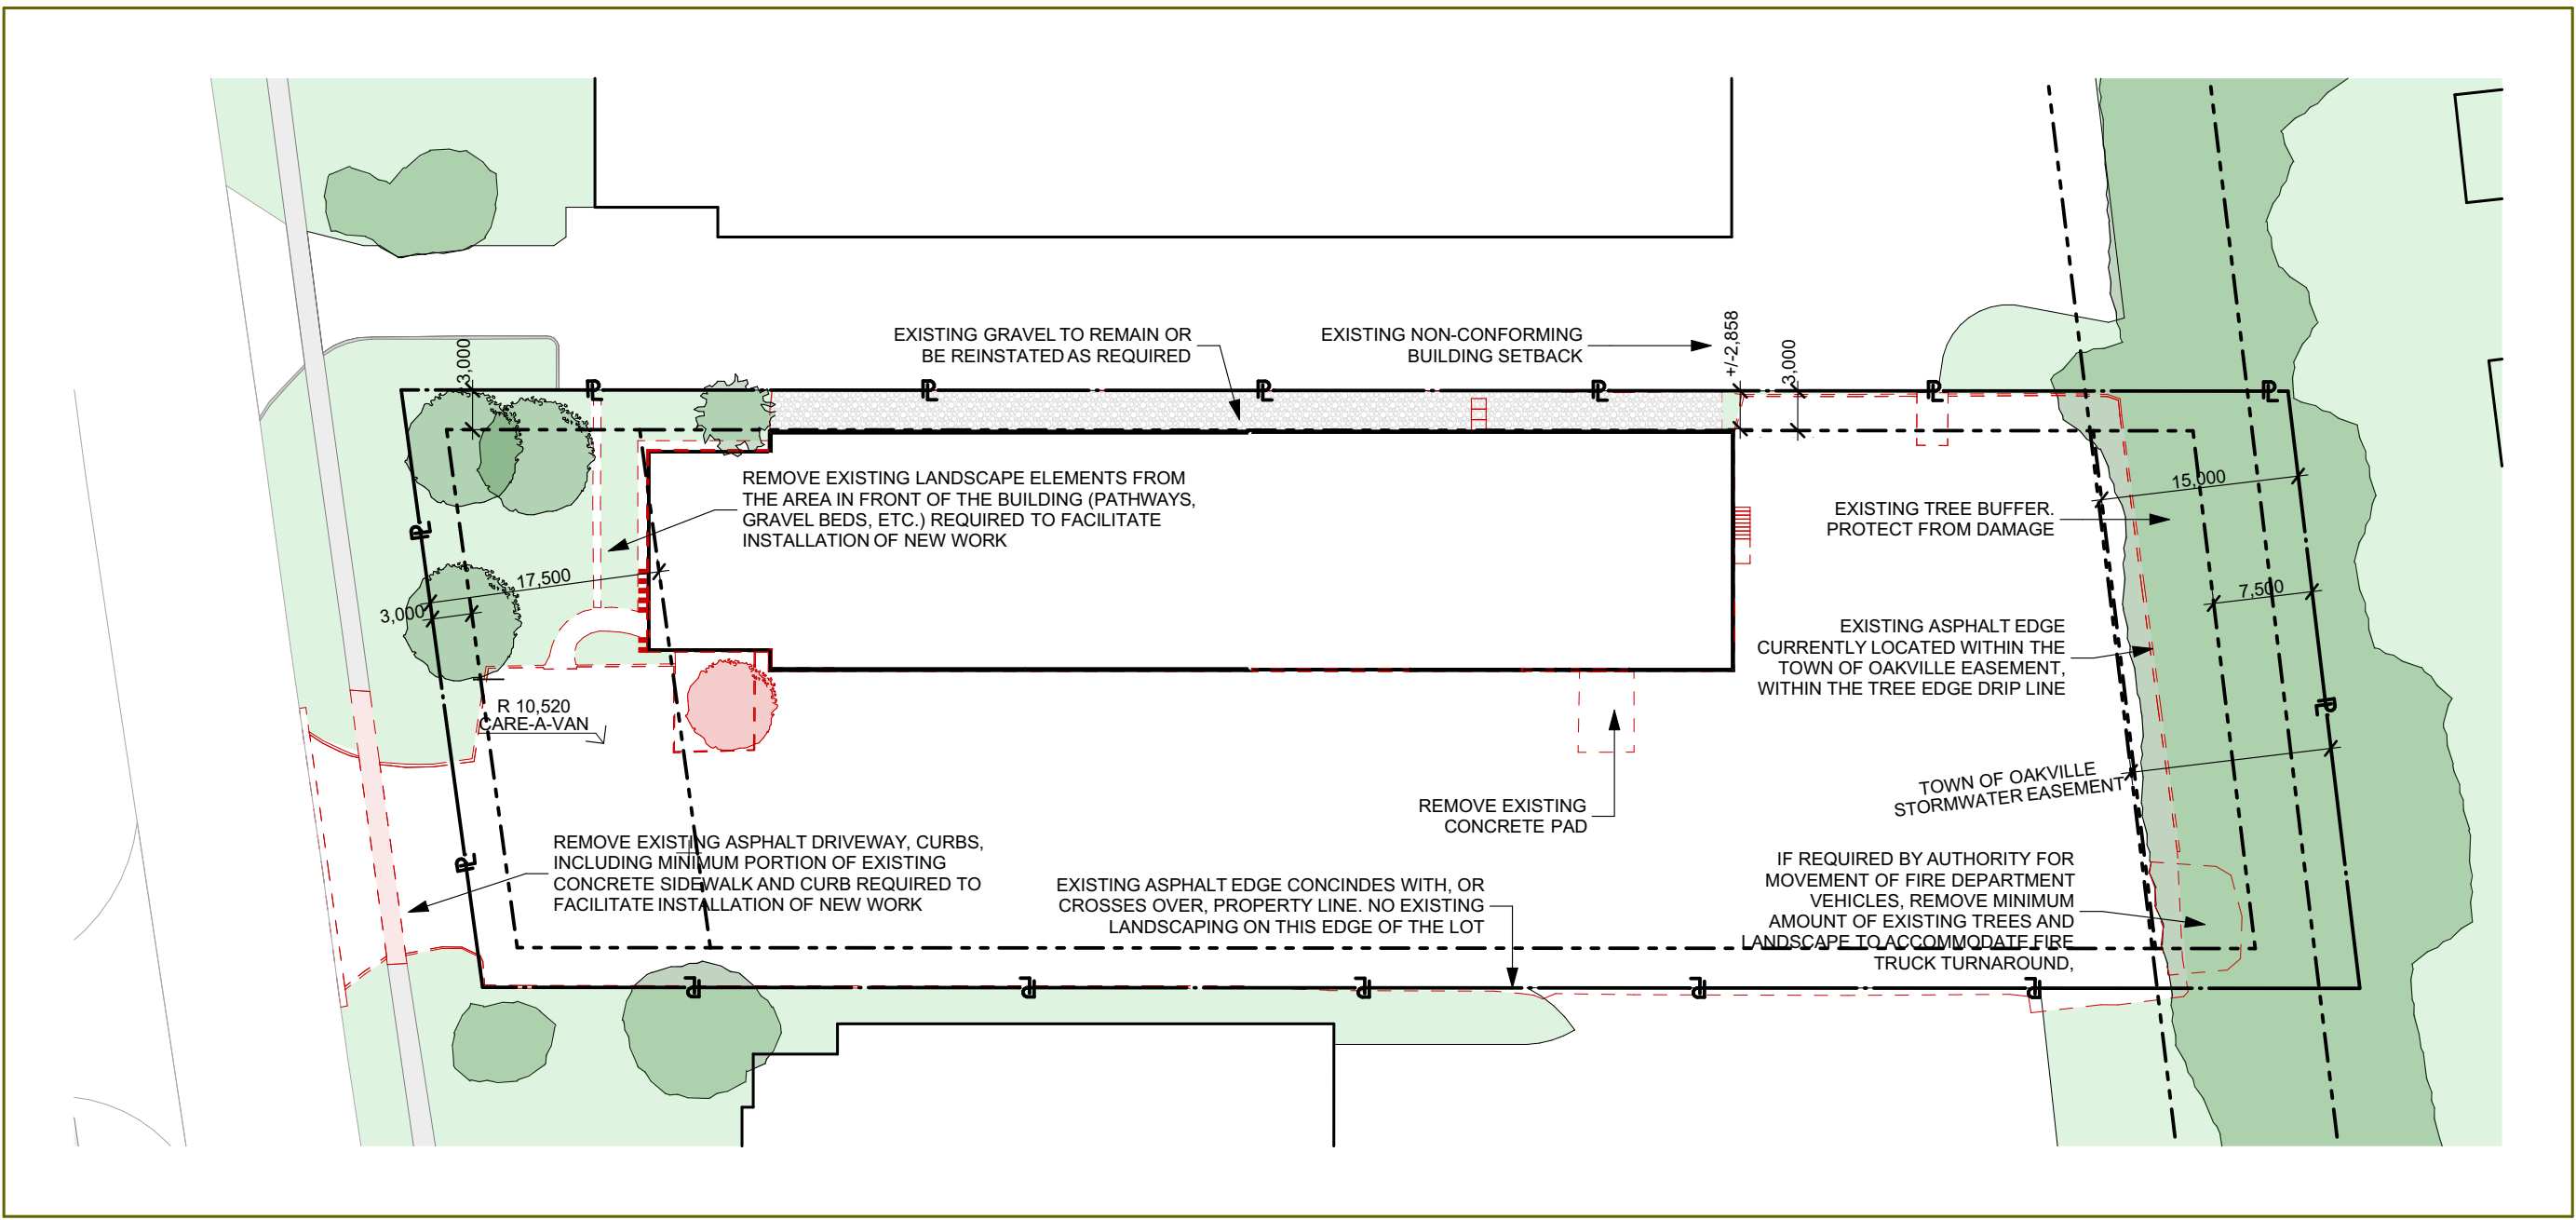 EXISTING GRAVEL TO REMAIN OR
BE REINSTATED AS REQUIRED
EXISTING NON-CONFORMING
BUILDING SETBACK
+/-2,858
3,000
3,000
PL
PL
PL
PL
PL
PL
REMOVE EXISTING LANDSCAPE ELEMENTS FROM
THE AREA IN FRONT OF THE BUILDING (PATHWAYS,
GRAVEL BEDS, ETC.) REQUIRED TO FACILITATE
INSTALLATION OF NEW WORK
15,000
EXISTING TREE BUFFER.
PROTECT FROM DAMAGE
PL
17,500
3,000
7,500
EXISTING ASPHALT EDGE
CURRENTLY LOCATED WITHIN THE
TOWN OF OAKVILLE EASEMENT,
WITHIN THE TREE EDGE DRIP LINE
R 10,520
CARE-A-VAN
PL
TOWN OF OAKVILLE
STORMWATER EASEMENT
REMOVE EXISTING
CONCRETE PAD
PL
REMOVE EXISTING ASPHALT DRIVEWAY, CURBS,
INCLUDING MINIMUM PORTION OF EXISTING
CONCRETE SIDEWALK AND CURB REQUIRED TO
FACILITATE INSTALLATION OF NEW WORK
EXISTING ASPHALT EDGE CONCINDES WITH, OR
CROSSES OVER, PROPERTY LINE. NO EXISTING
LANDSCAPING ON THIS EDGE OF THE LOT
IF REQUIRED BY AUTHORITY FOR
MOVEMENT OF FIRE DEPARTMENT
VEHICLES, REMOVE MINIMUM
AMOUNT OF EXISTING TREES AND
LANDSCAPE TO ACCOMMODATE FIRE
TRUCK TURNAROUND,
PL
PL
PL
PL
PL